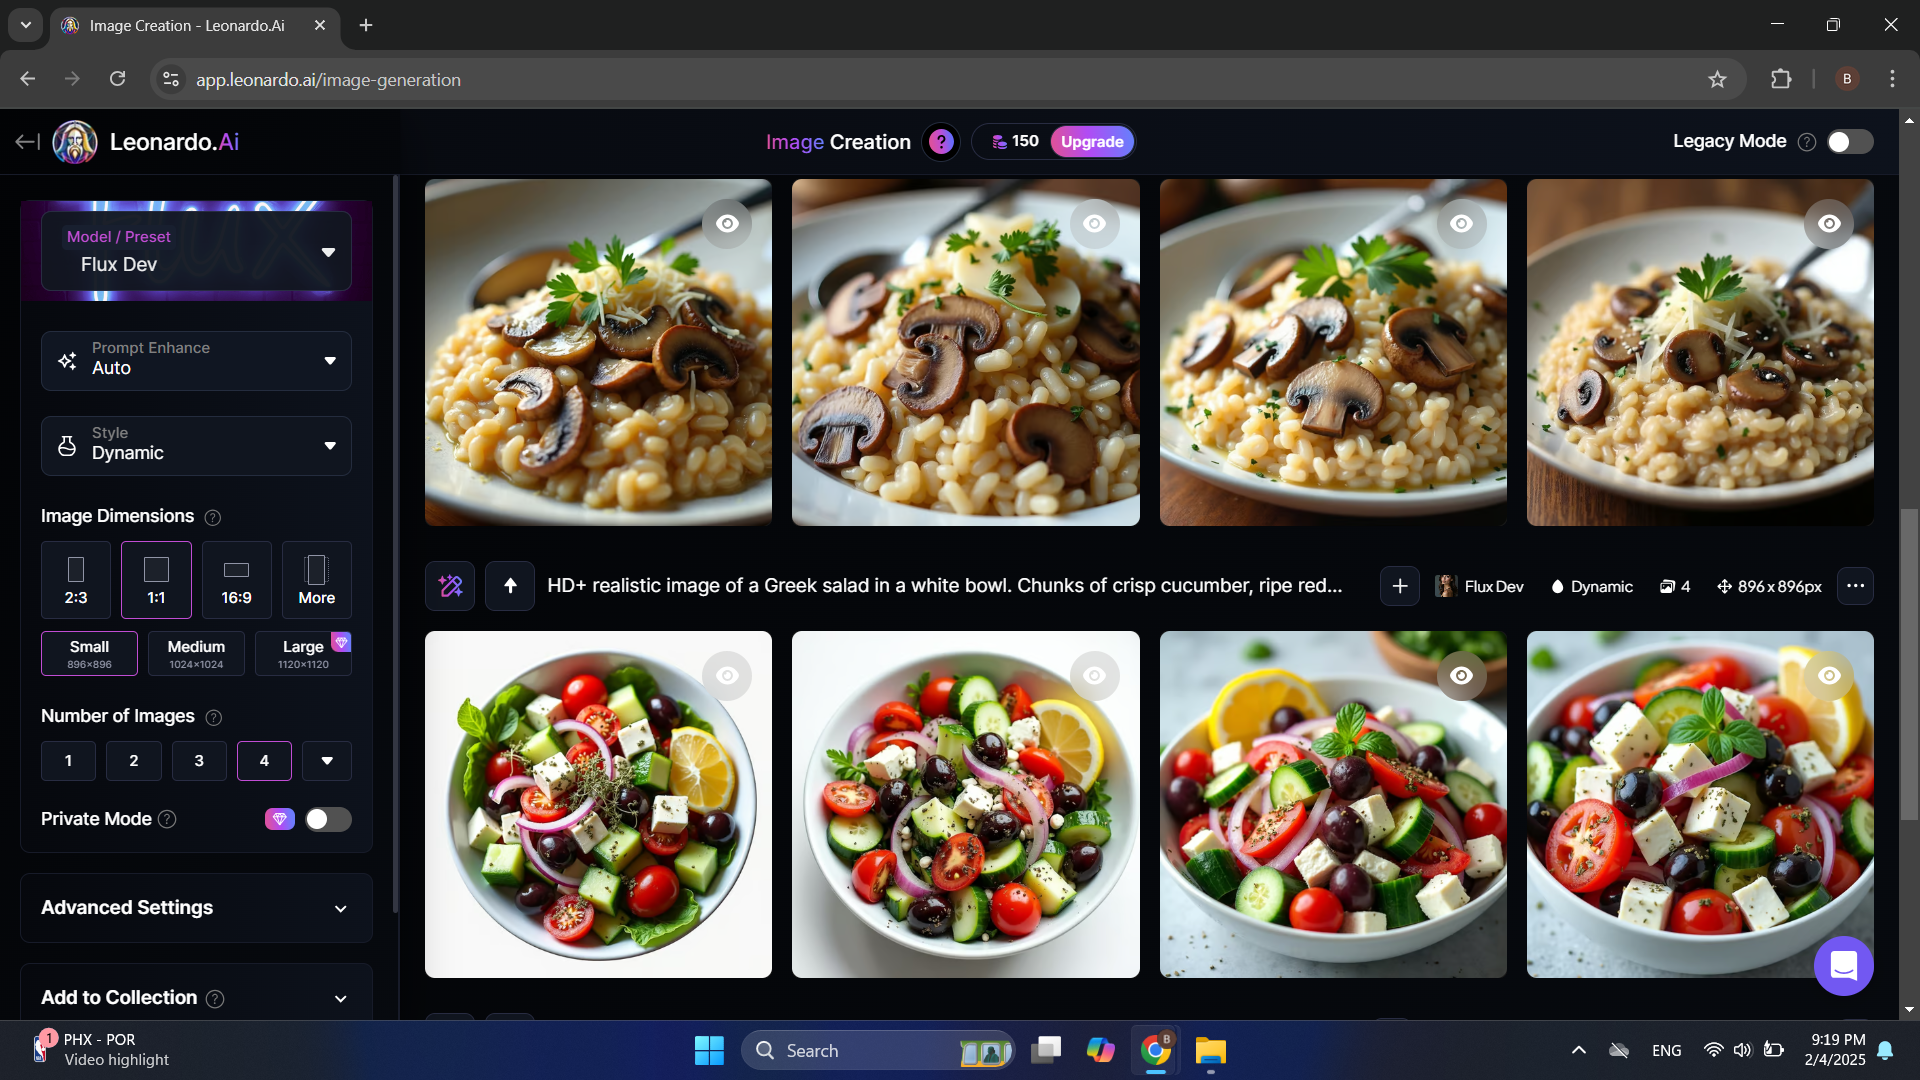 Image Creation - Leonardo.Ai
app.leonardo.ai/image-generation
B
Leonardo.Ai
Image Creation
?
150
Upgrade
Legacy Mode
?
Model / Preset
Flux Dev
Prompt Enhance
Auto
Style
Dynamic
Image Dimensions
?
2:3
1:1
16:9
More
Small
896×896
Medium
1024×1024
Large
1120×1120
Number of Images
?
1
2
3
4
Private Mode
?
Advanced Settings
Add to Collection
?
HD+ realistic image of a Greek salad in a white bowl. Chunks of crisp cucumber, ripe red...
Flux Dev
Dynamic
4
896 x 896px
1
PHX - POR
Video highlight
Search
B
ENG
9:19 PM
2/4/2025